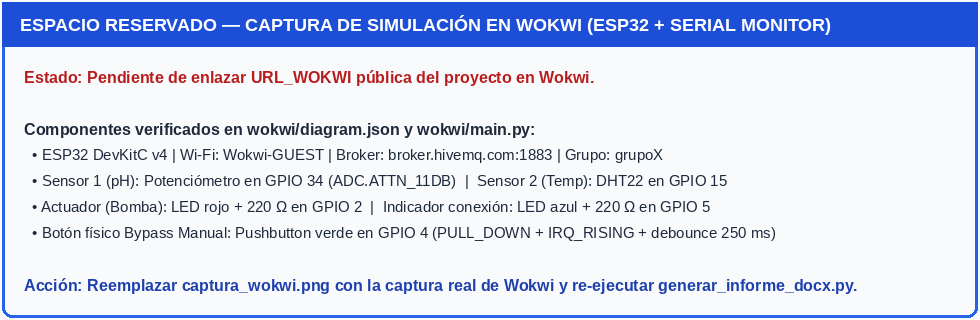 ESPACIO RESERVADO — CAPTURA DE SIMULACIÓN EN WOKWI (ESP32 + SERIAL MONITOR)
Estado: Pendiente de enlazar URL_WOKWI pública del proyecto en Wokwi.
Componentes verificados en wokwi/diagram.json y wokwi/main.py:
• ESP32 DevKitC v4 | Wi-Fi: Wokwi-GUEST | Broker: broker.hivemq.com:1883 | Grupo: grupoX
• Sensor 1 (pH): Potenciómetro en GPIO 34 (ADC.ATTN_11DB) | Sensor 2 (Temp): DHT22 en GPIO 15
• Actuador (Bomba): LED rojo + 220 Ω en GPIO 2 | Indicador conexión: LED azul + 220 Ω en GPIO 5
• Botón físico Bypass Manual: Pushbutton verde en GPIO 4 (PULL_DOWN + IRQ_RISING + debounce 250 ms)
Acción: Reemplazar captura_wokwi.png con la captura real de Wokwi y re-ejecutar generar_informe_docx.py.